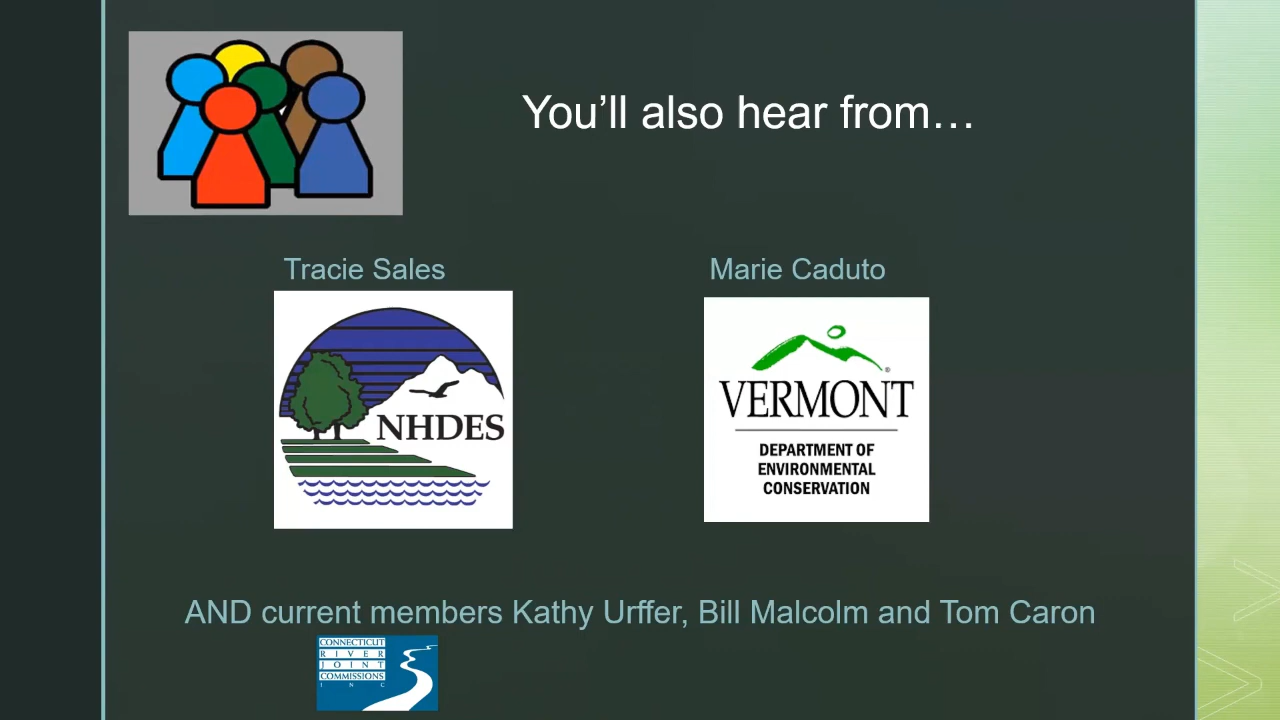 You’ll also hear from…
Tracie Sales
Marie Caduto
NHDES
VERMONT
®
DEPARTMENT OF
ENVIRONMENTAL
CONSERVATION
AND current members Kathy Urffer, Bill Malcolm and Tom Caron
CONNECTICUT
RIVER
JOINT
COMMISSIONS
INC